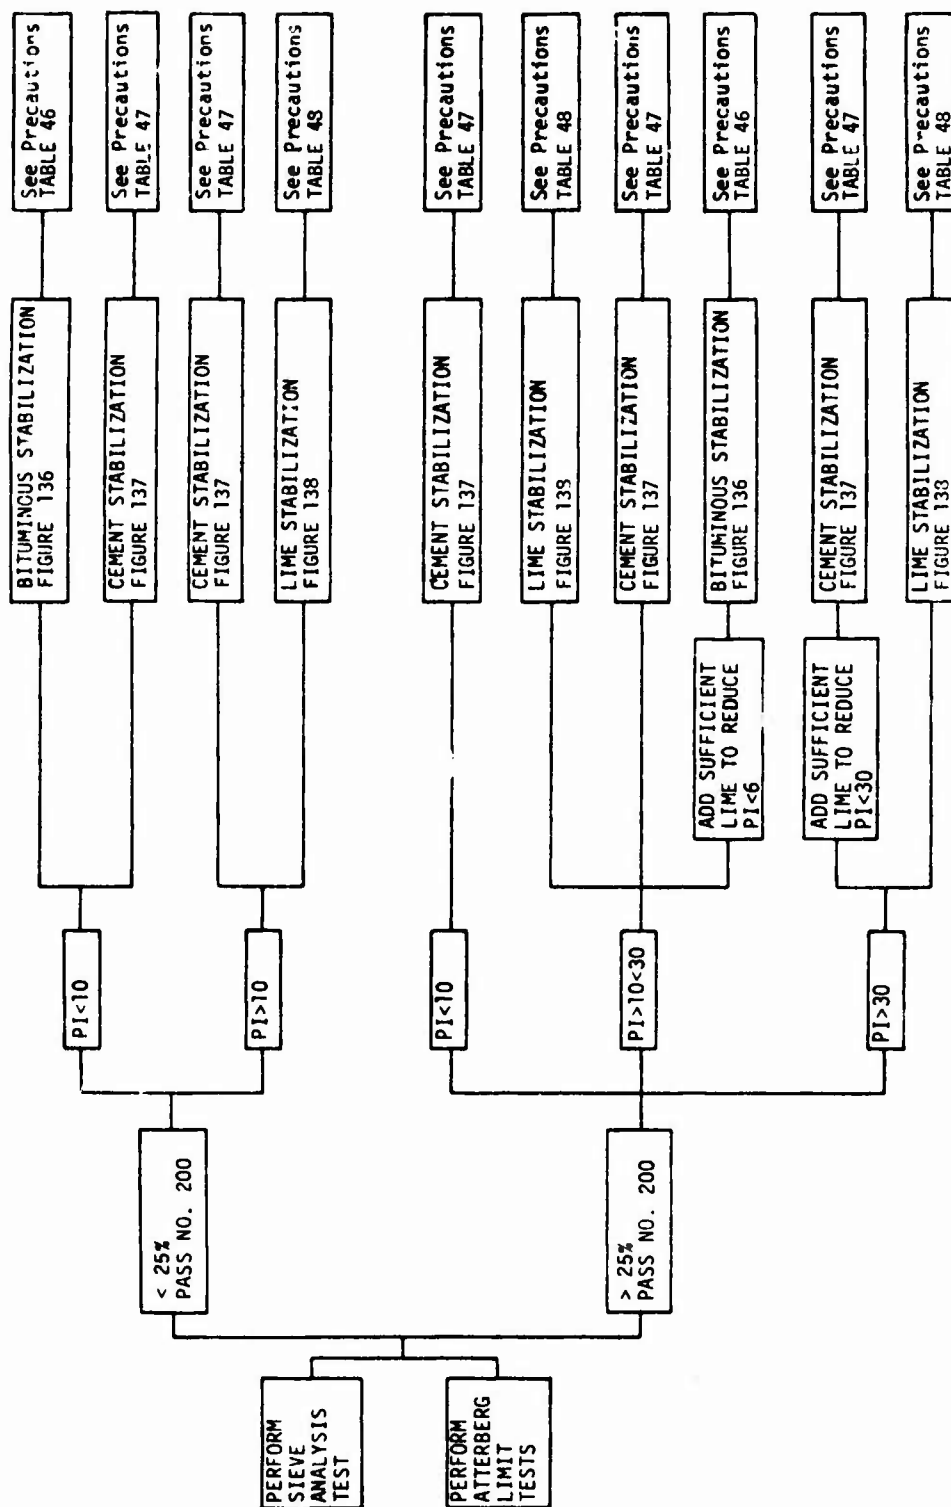 PERFORM
SIEVE
ANALYSIS
TEST
PERFORM
ATTERBERG
LIMIT
TESTS
< 25%
PASS NO. 200
> 25%
PASS NO. 200
PI<10
PI>10
PI<10
PI>10<30
PI>30
ADD SUFFICIENT
LIME TO REDUCE
PI<6
ADD SUFFICIENT
LIME TO REDUCE
PI<30
BITUMINGUS STABILIZATION
FIGURE 136
CEMENT STABILIZATION
FIGURE 137
CEMENT STABILIZATION
FIGURE 137
LIME STABILIZATION
FIGURE 138
CEMENT STABILIZATION
FIGURE 137
LIME STABILIZATION
FIGURE 138
CEMENT STABILIZATION
FIGURE 137
BITUMINOUS STABILIZATION
FIGURE 136
CEMENT STABILIZATION
FIGURE 137
LIME STABILIZATION
FIGURE 138
See Precautions
TABLE 46
See Precautions
TABLE 47
See Precautions
TABLE 47
See Precautions
TABLE 48
See Precautions
TABLE 47
See Precautions
TABLE 48
See Precautions
TABLE 47
See Precautions
TABLE 46
See Precautions
TABLE 47
See Precautions
TABLE 48